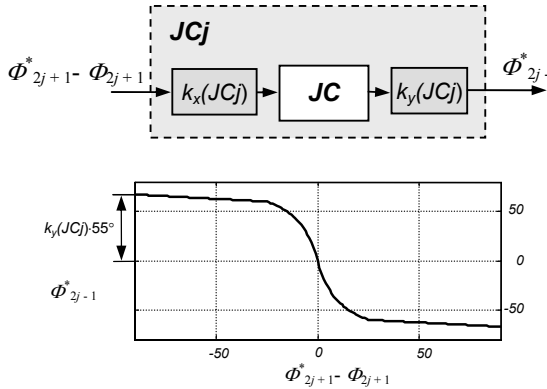 JCj
Φ*2j + 1 - Φ2j + 1
kx(JCj)
JC
ky(JCj)
Φ*2j -
ky(JCj)·55°
50
0
-50
Φ*2j - 1
-50
0
50
Φ*2j + 1 - Φ2j + 1